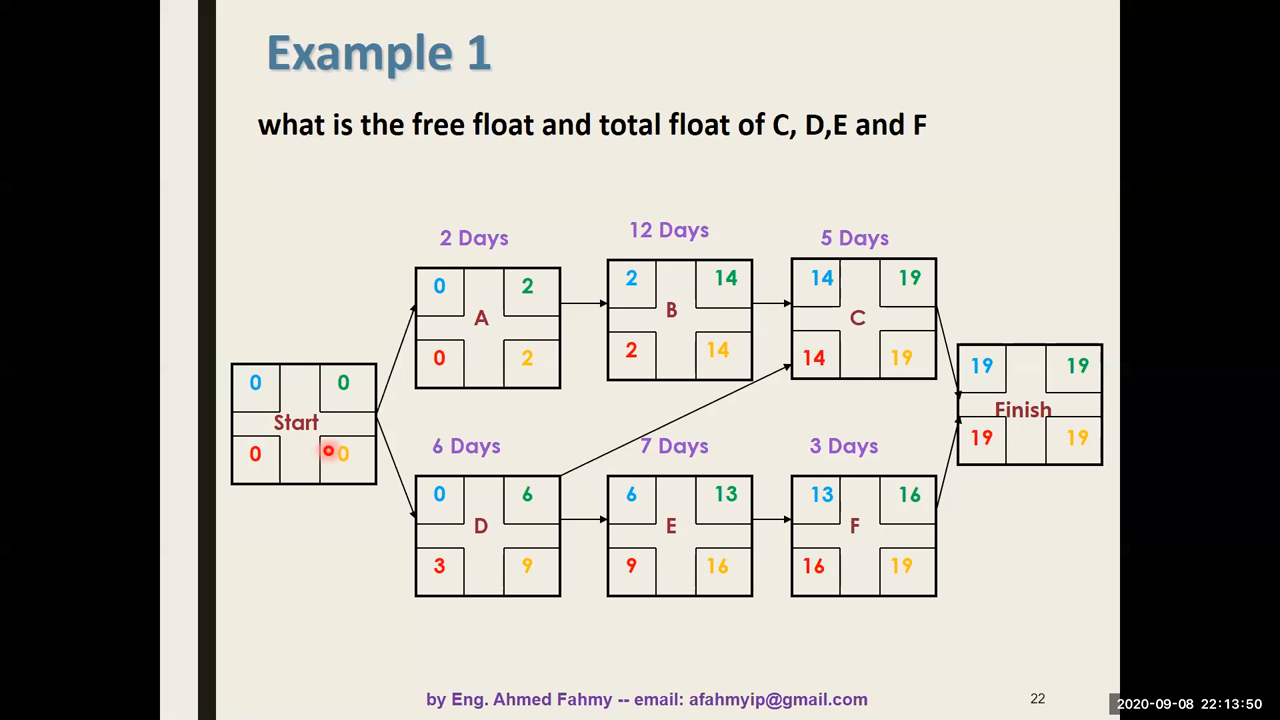 Example 1
what is the free float and total float of C, D,E and F
2 Days
12 Days
5 Days
0 2
A
0 2
2 14
B
2 14
14 19
C
14 19
0 0
Start
0 0
19 19
Finish
19 19
6 Days
7 Days
3 Days
0 6
D
3 9
6 13
E
9 16
13 16
F
16 19
by Eng. Ahmed Fahmy -- email: afahmyip@gmail.com
22
2020-09-08 22:13:50